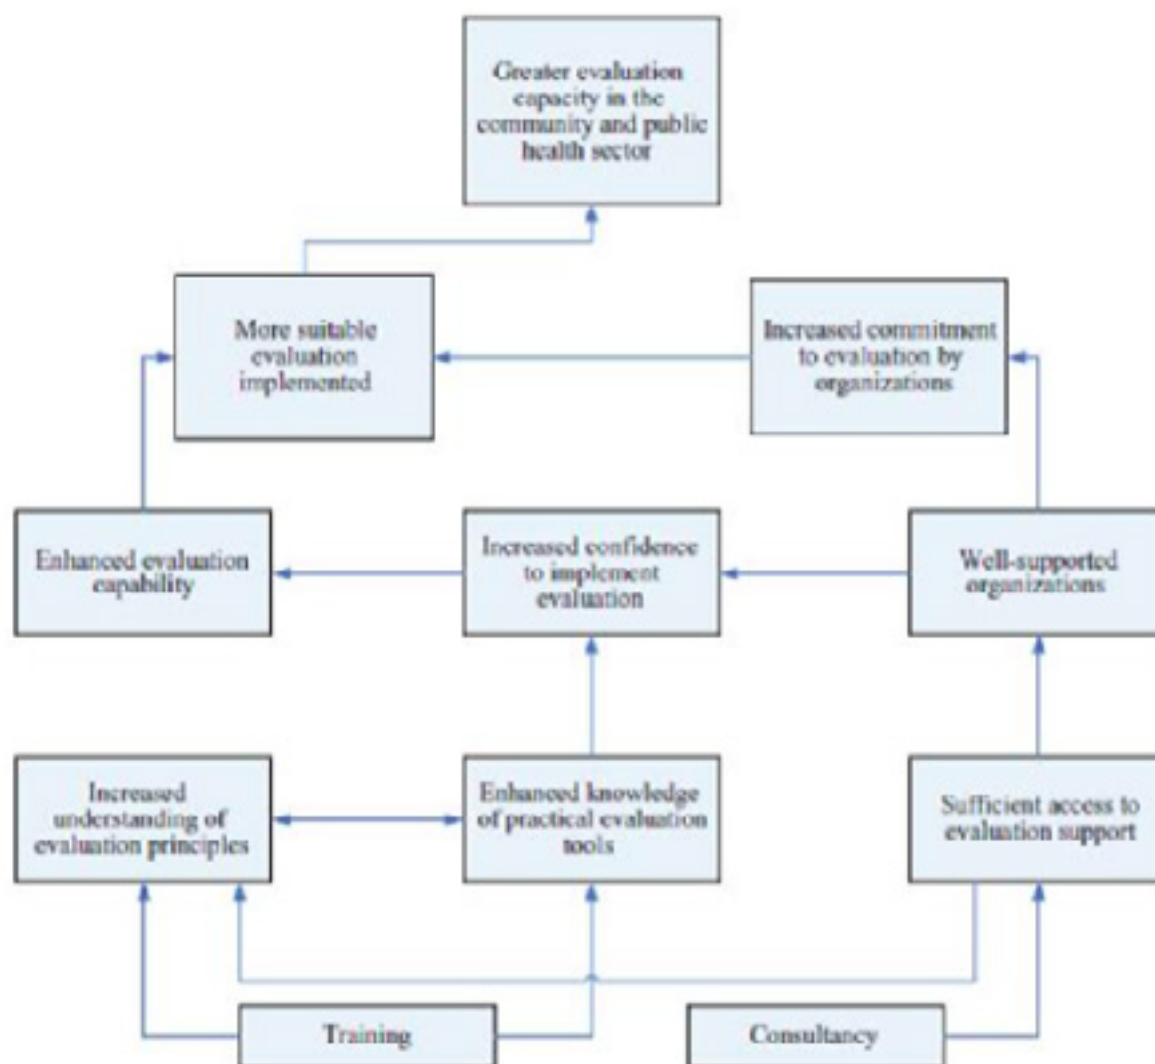 Greater evaluation
capacity in the
community and public
health sector
More suitable
evaluation
implemented
Increased commitment
to evaluation by
organizations
Enhanced evaluation
capability
Increased confidence
to implement
evaluation
Well-supported
organizations
Increased
understanding of
evaluation principles
Enhanced knowledge
of practical evaluation
tools
Sufficient access to
evaluation support
Training
Consultancy